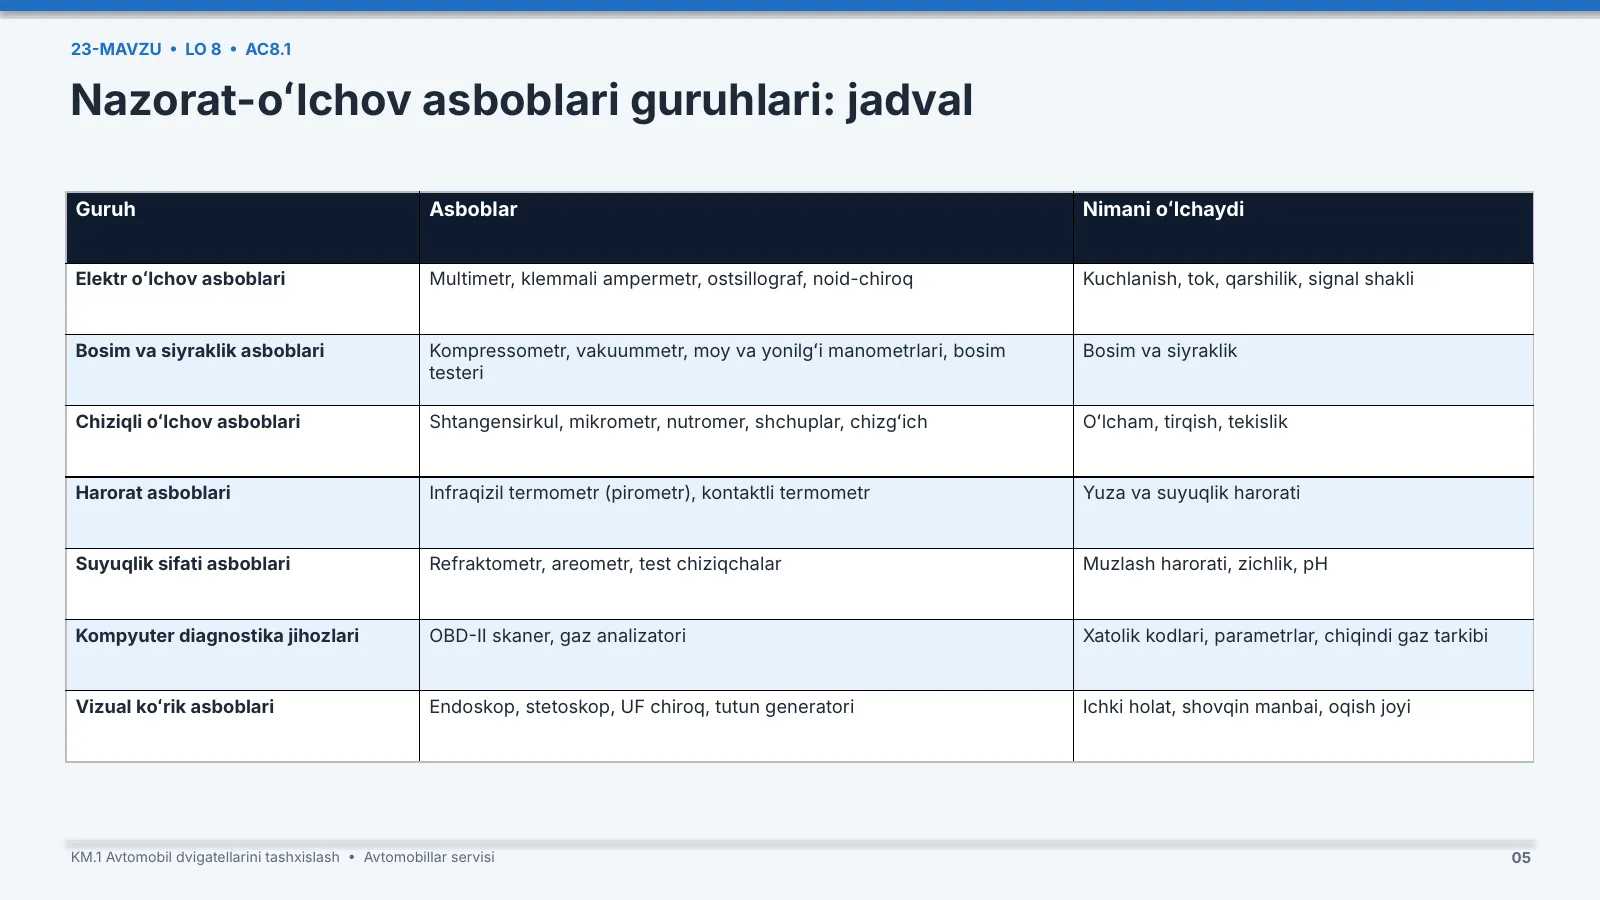 23-MAVZU • LO 8 • AC8.1
Nazorat-oʻlchov asboblari guruhlari: jadval
Guruh
Asboblar
Nimani oʻlchaydi
Elektr oʻlchov asboblari
Multimetr, klemmali ampermetr, ostsillograf, noid-chiroq
Kuchlanish, tok, qarshilik, signal shakli
Bosim va siyraklik asboblari
Kompressometr, vakuummetr, moy va yonilgʻi manometrlari, bosim
testeri
Bosim va siyraklik
Chiziqli oʻlchov asboblari
Shtangensirkul, mikrometr, nutromer, shchuplar, chizgʻich
Oʻlcham, tirqish, tekislik
Harorat asboblari
Infraqizil termometr (pirometr), kontaktli termometr
Yuza va suyuqlik harorati
Suyuqlik sifati asboblari
Refraktometr, areometr, test chiziqchalar
Muzlash harorati, zichlik, pH
Kompyuter diagnostika jihozlari
OBD-II skaner, gaz analizatori
Xatolik kodlari, parametrlar, chiqindi gaz tarkibi
Vizual koʻrik asboblari
Endoskop, stetoskop, UF chiroq, tutun generatori
Ichki holat, shovqin manbai, oqish joyi
KM.1 Avtomobil dvigatellarini tashxislash • Avtomobillar servisi
05